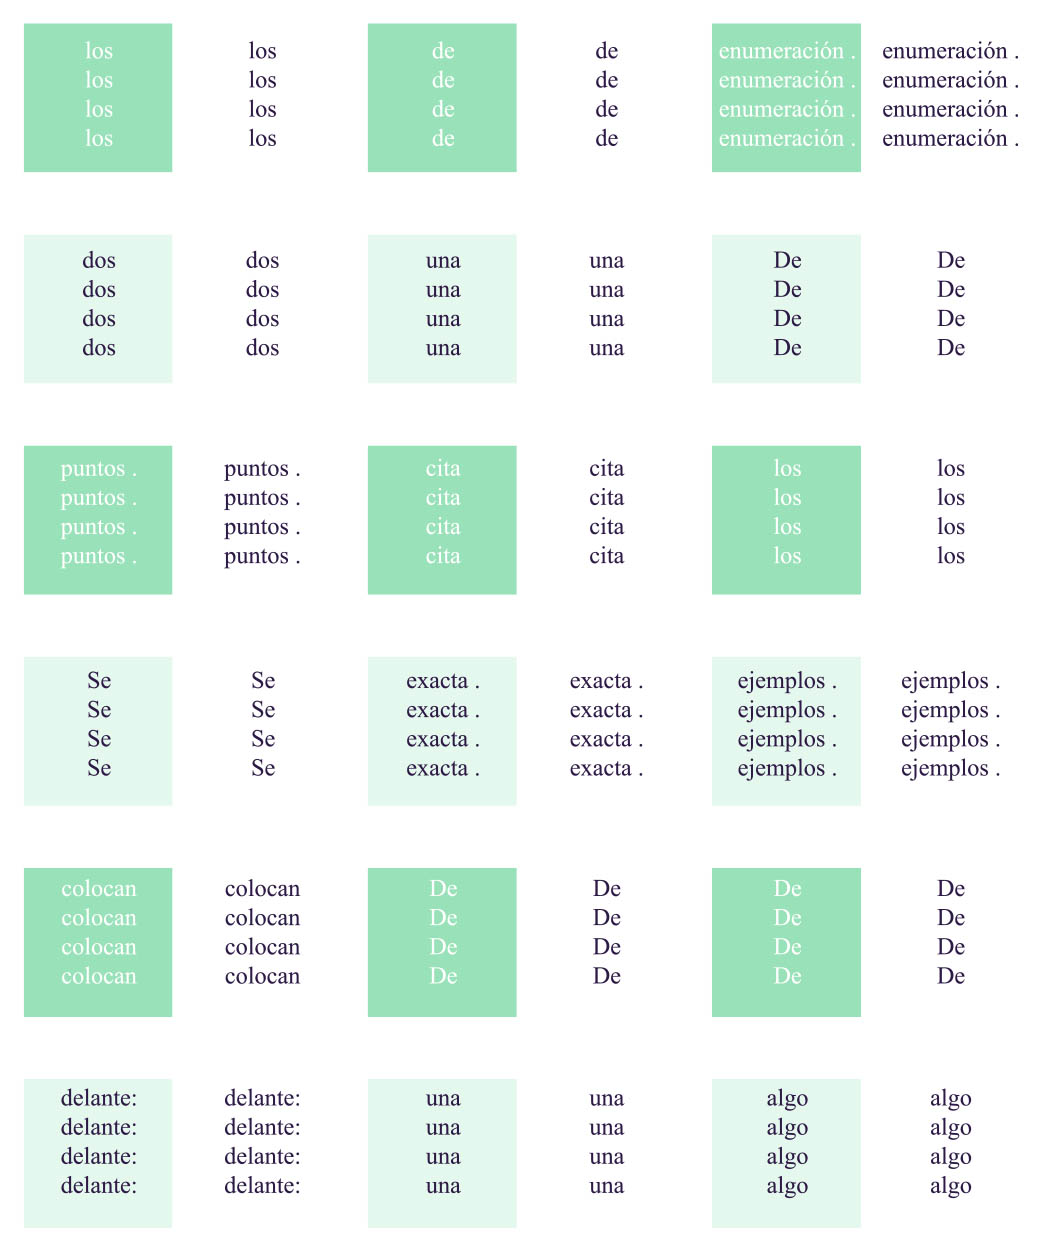 los los de de enumeración . enumeración .
los los de de enumeración . enumeración .
los los de de enumeración . enumeración .
los los de de enumeración . enumeración .
dos dos una una De De
dos dos una una De De
dos dos una una De De
dos dos una una De De
puntos . puntos . cita cita los los
puntos . puntos . cita cita los los
puntos . puntos . cita cita los los
puntos . puntos . cita cita los los
Se Se exacta . exacta . ejemplos . ejemplos .
Se Se exacta . exacta . ejemplos . ejemplos .
Se Se exacta . exacta . ejemplos . ejemplos .
Se Se exacta . exacta . ejemplos . ejemplos .
colocan colocan De De De De
colocan colocan De De De De
colocan colocan De De De De
colocan colocan De De De De
delante: delante: una una algo algo
delante: delante: una una algo algo
delante: delante: una una algo algo
delante: delante: una una algo algo